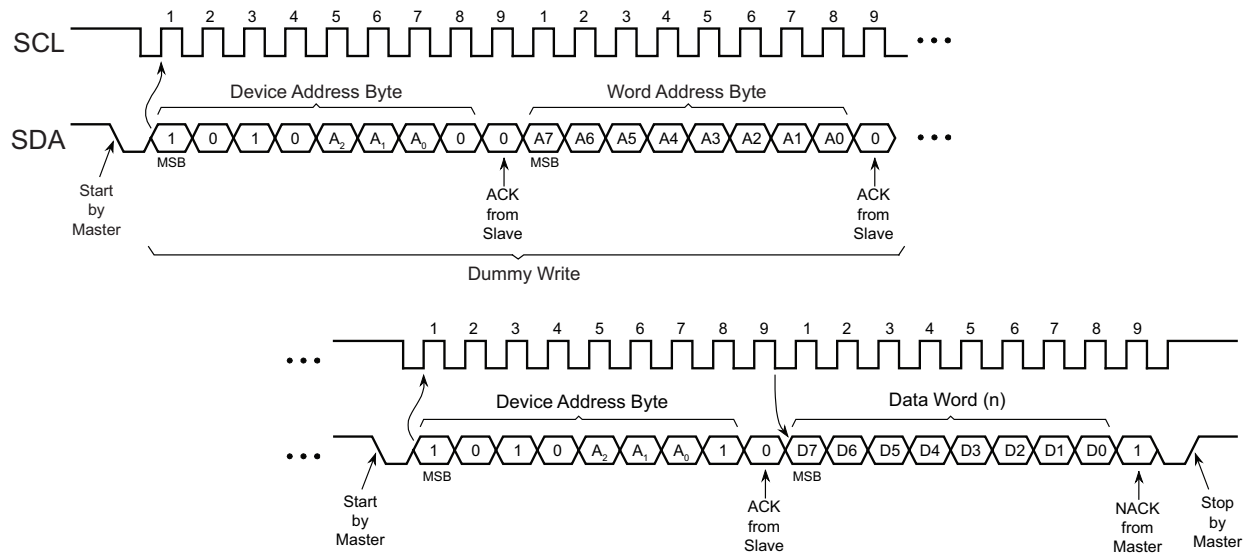 1 2 3 4 5 6 7 8 9 1 2 3 4 5 6 7 8 9
SCL
Device Address Byte Word Address Byte
SDA 1 0 1 0 A2 A1 A0 0 0 A7 A6 A5 A4 A3 A2 A1 A0 0
MSB MSB
Start
by
Master
ACK
from
Slave
ACK
from
Slave
Dummy Write
1 2 3 4 5 6 7 8 9 1 2 3 4 5 6 7 8 9
Device Address Byte Data Word (n)
1 0 1 0 A2 A1 A0 1 0 D7 D6 D5 D4 D3 D2 D1 D0 1
MSB MSB
Start
by
Master
ACK
from
Slave
NACK
from
Master
Stop
by
Master